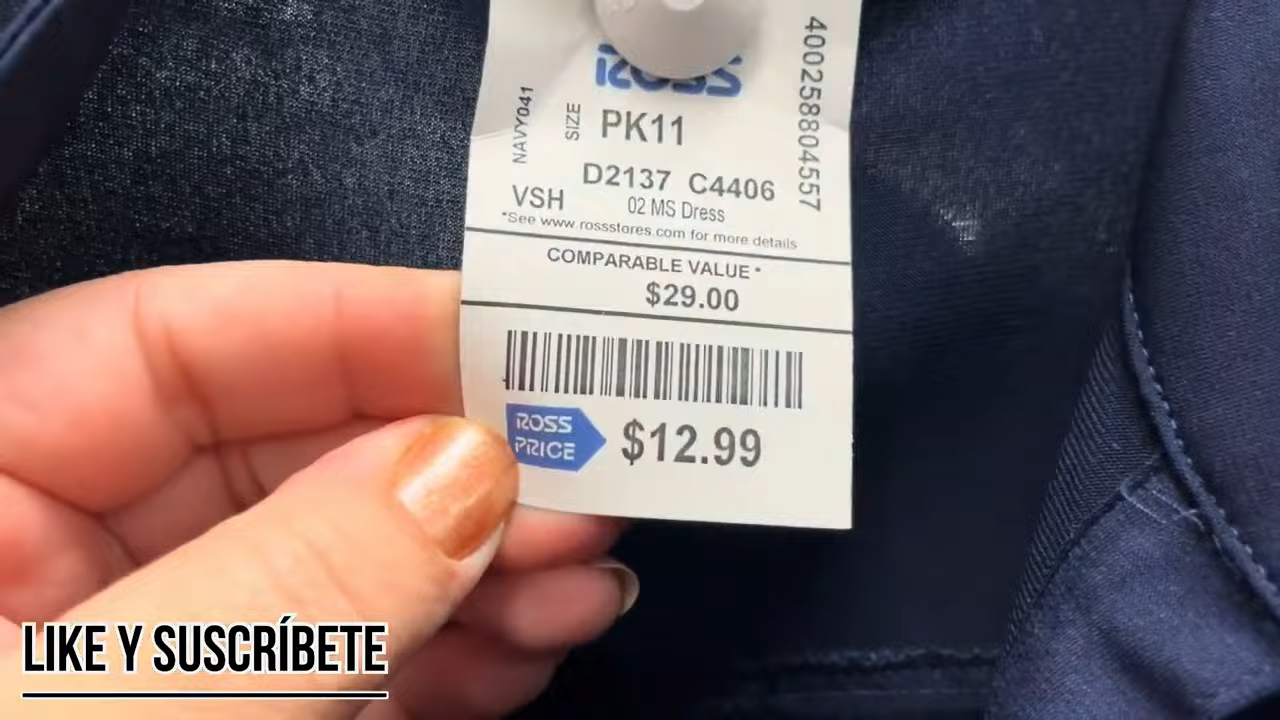 ROSS
400258804557
NAVY041
SIZE
PK11
D2137 C4406
VSH
02 MS Dress
*See www.rossstores.com for more details
COMPARABLE VALUE *
$29.00
ROSS
PRICE
$12.99
LIKE Y SUSCRÍBETE